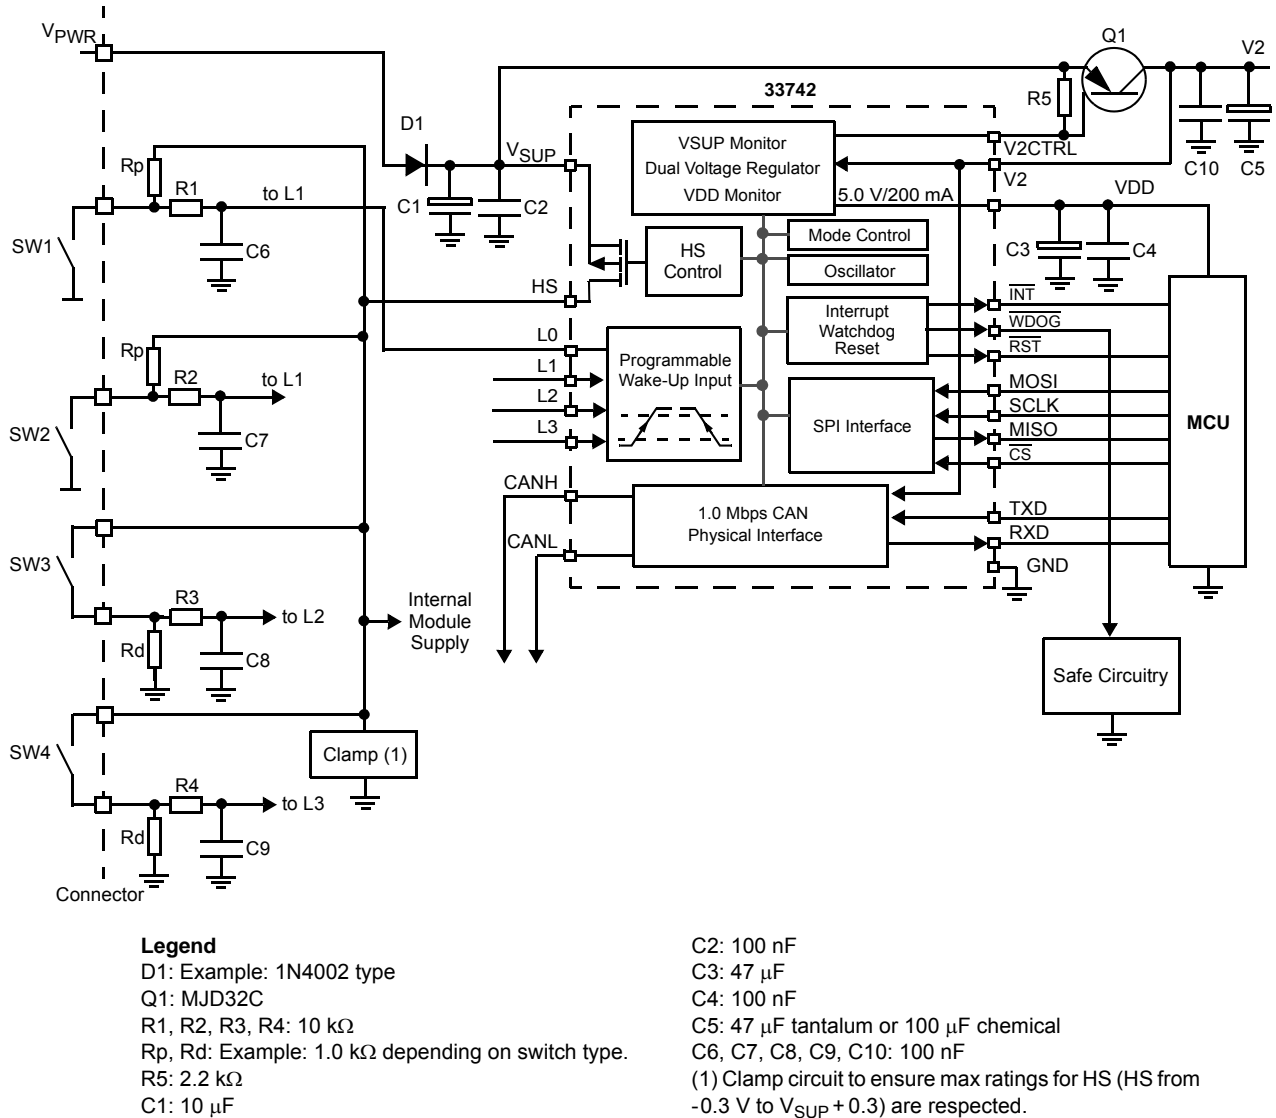 VPWR
Q1
V2
33742
R5
D1
VSUP
VSUP Monitor
Dual Voltage Regulator
VDD Monitor
V2CTRL
V2
C10
C5
Rp
R1
to L1
C1
C2
5.0 V/200 mA
VDD
SW1
C6
HS
Control
Mode Control
Oscillator
C3
C4
HS
INT
Interrupt
Watchdog
Reset
WDOG
RST
L0
Rp
R2
to L1
L1
L2
L3
Programmable
Wake-Up Input
SPI Interface
MOSI
SCLK
MISO
CS
MCU
SW2
C7
CANH
CANL
1.0 Mbps CAN
Physical Interface
TXD
RXD
GND
SW3
R3
to L2
Rd
C8
Internal
Module
Supply
Safe Circuitry
SW4
Clamp (1)
R4
to L3
Rd
C9
Connector
Legend
D1: Example: 1N4002 type
Q1: MJD32C
R1, R2, R3, R4: 10 kΩ
Rp, Rd: Example: 1.0 kΩ depending on switch type.
R5: 2.2 kΩ
C1: 10 μF
C2: 100 nF
C3: 47 μF
C4: 100 nF
C5: 47 μF tantalum or 100 μF chemical
C6, C7, C8, C9, C10: 100 nF
(1) Clamp circuit to ensure max ratings for HS (HS from
-0.3 V to VSUP + 0.3) are respected.